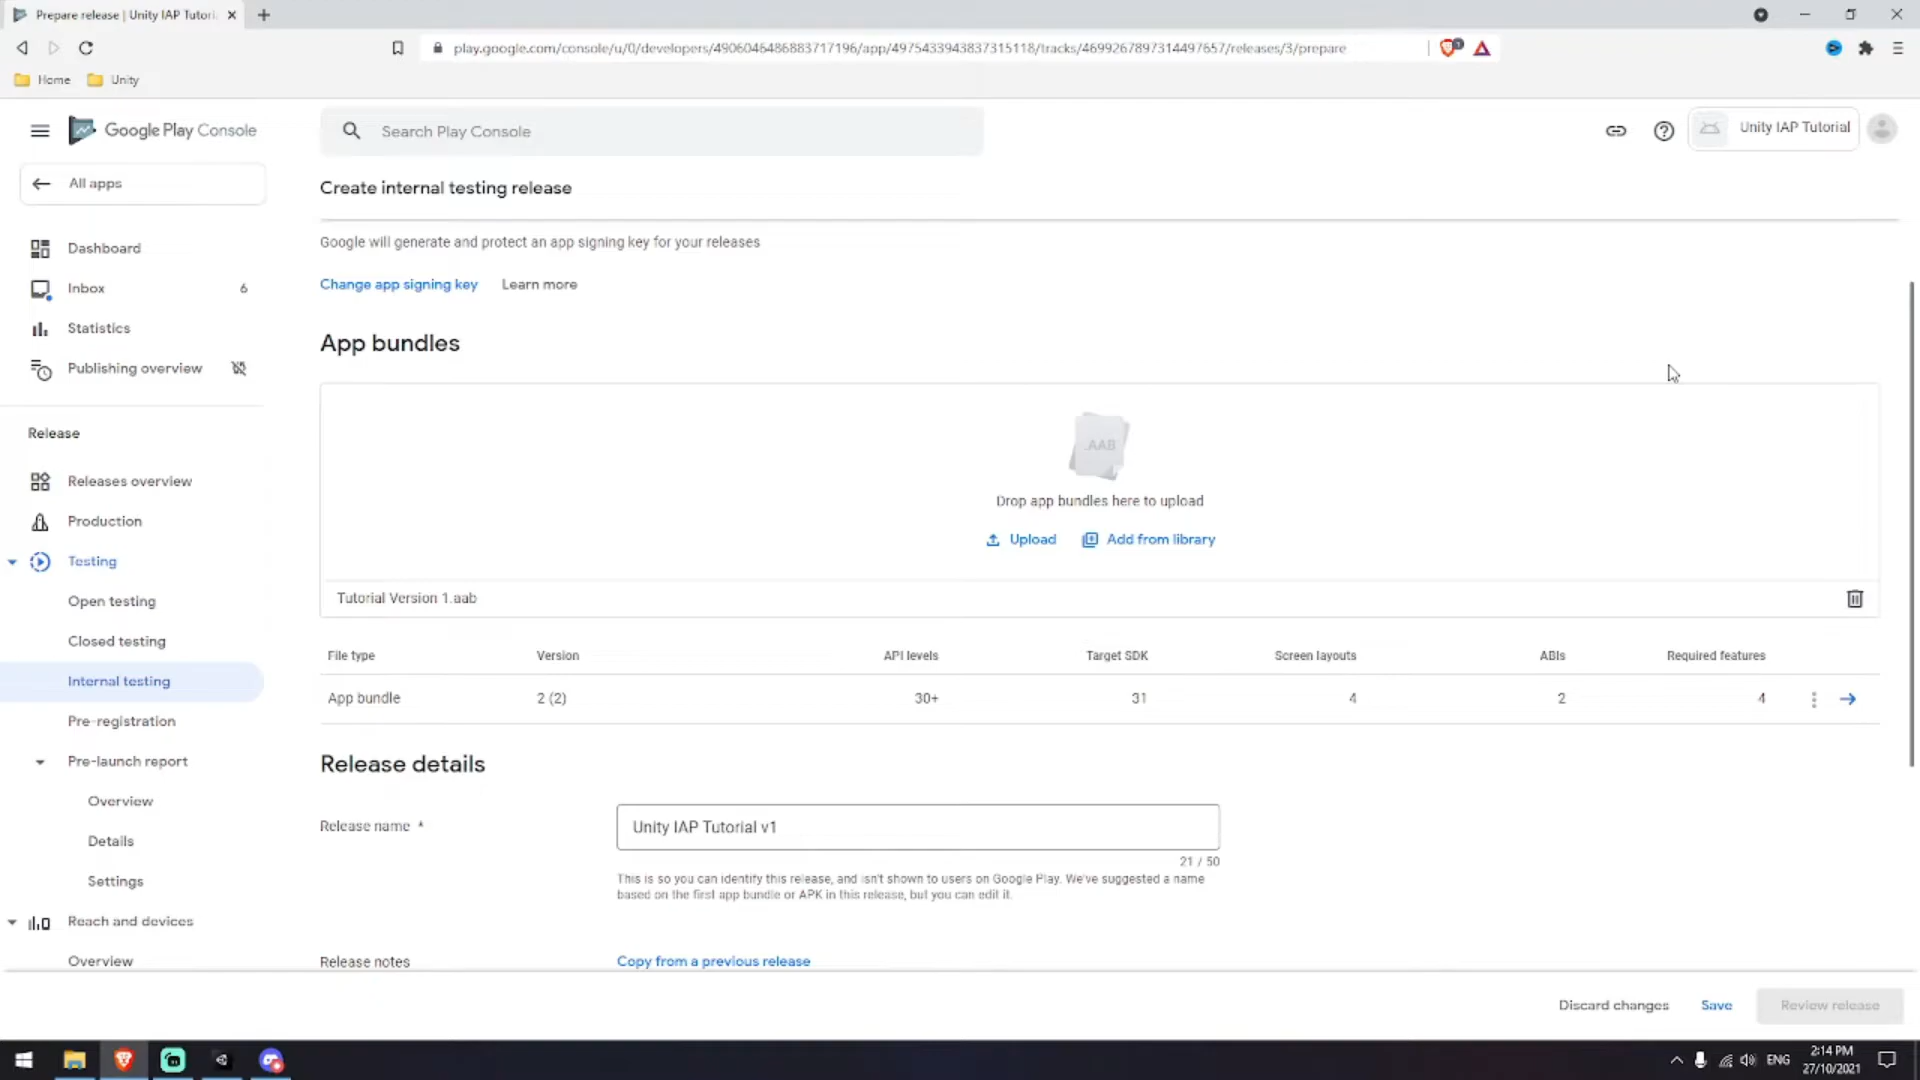 Prepare release | Unity IAP Tutori
play.google.com/console/u/0/developers/4906046486883717196/app/4975433943837315118/tracks/4699267897314497657/releases/3/prepare
Home Unity
Google Play Console
Search Play Console
Unity IAP Tutorial
All apps
Create internal testing release
Google will generate and protect an app signing key for your releases
Change app signing key Learn more
Dashboard
Inbox 6
Statistics
Publishing overview
Release
Releases overview
Production
Testing
Open testing
Closed testing
Internal testing
Pre-registration
Pre-launch report
Overview
Details
Settings
Reach and devices
Overview
App bundles
.AAB
Drop app bundles here to upload
Upload Add from library
Tutorial Version 1.aab
File type Version API levels Target SDK Screen layouts ABIs Required features
App bundle 2 (2) 30+ 31 4 2 4
Release details
Release name *
Unity IAP Tutorial v1
21 / 50
This is so you can identify this release, and isn't shown to users on Google Play. We've suggested a name
based on the first app bundle or APK in this release, but you can edit it.
Release notes
Copy from a previous release
Discard changes Save Review release
ENG
2:14 PM
27/10/2021